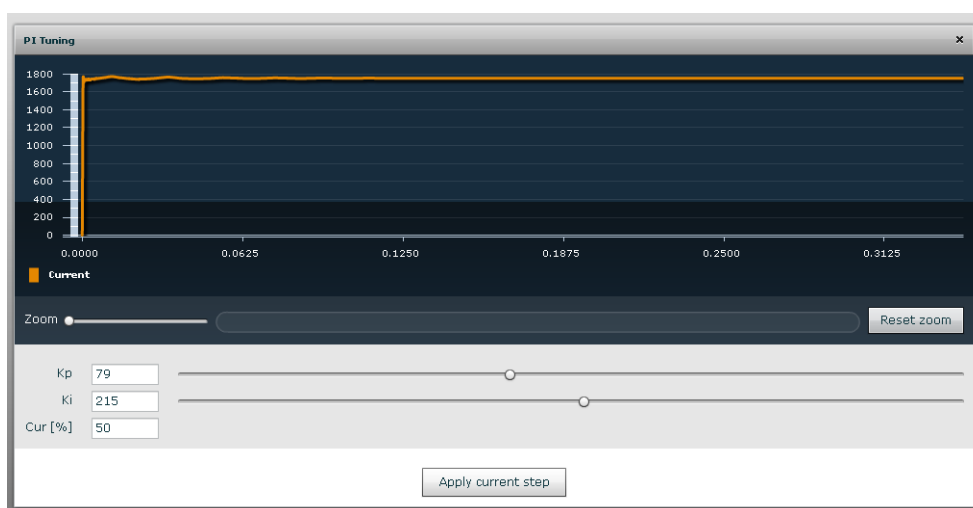 PI Tuning ×
1800
1600
1400
1200
1000
800
600
400
200
0
0.0000 0.0625 0.1250 0.1875 0.2500 0.3125
Current
Zoom Reset zoom
Kp 79
Ki 215
Cur [%] 50
Apply current step